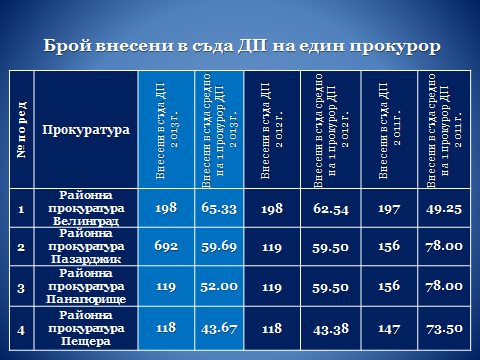 Брой внесени в съда ДП на един прокурор
№ по ред
Прокуратура
Внесени в съда ДП
2013 г.
Внесени в съда средно
на 1 прокурор ДП
2013 г.
Внесени в съда ДП
2012 г.
Внесени в съда средно
на 1 прокурор ДП
2012 г.
Внесени в съда ДП
2011 г.
Внесени в съда средно
на 1 прокурор ДП
2011 г.
1 Районна прокуратура Велинград 198 65.33 198 62.54 197 49.25
2 Районна прокуратура Пазарджик 692 59.69 119 59.50 156 78.00
3 Районна прокуратура Панагюрище 119 52.00 119 59.50 156 78.00
4 Районна прокуратура Пещера 118 43.67 118 43.38 147 73.50